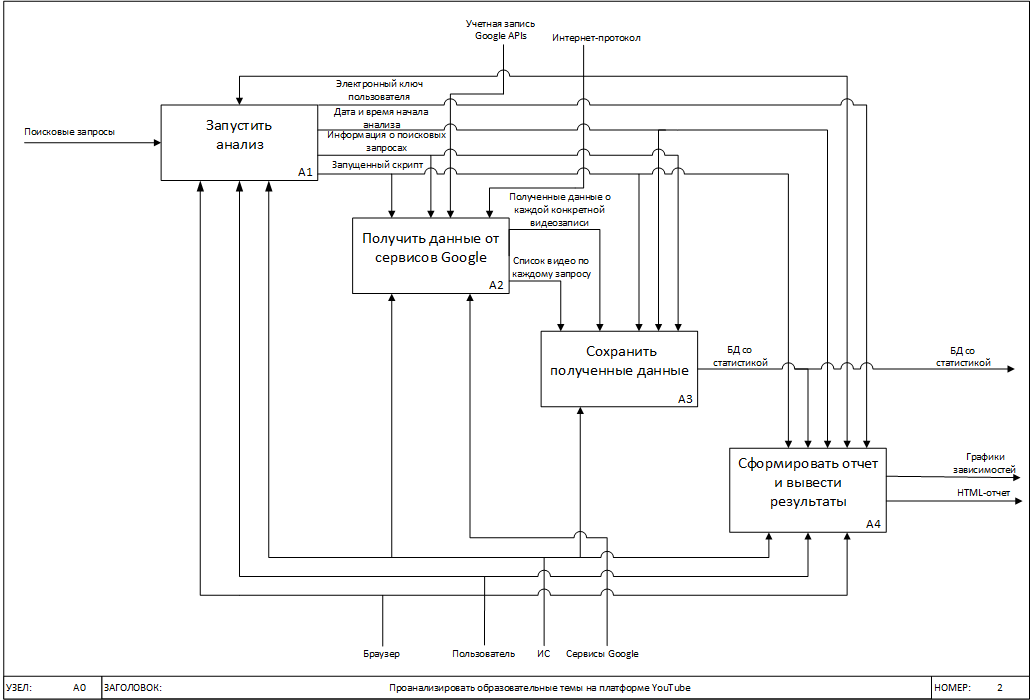 Учетная запись
Google APIs
Интернет-протокол
Электронный ключ
пользователя
Дата и время начала
анализа
Информация о поисковых
запросах
Запущенный скрипт
Поисковые запросы
Запустить
анализ
A1
Полученные данные о
каждой конкретной
видеозаписи
Получить данные от
сервисов Google
A2
Список видео по
каждому запросу
Сохранить
полученные данные
A3
БД со
статистикой
БД со
статистикой
Сформировать отчет
и вывести
результаты
A4
Графики
зависимостей
HTML-отчет
Браузер
Пользователь
ИС
Сервисы Google
УЗЕЛ:
A0
ЗАГОЛОВОК:
Проанализировать образовательные темы на платформе YouTube
НОМЕР:
2